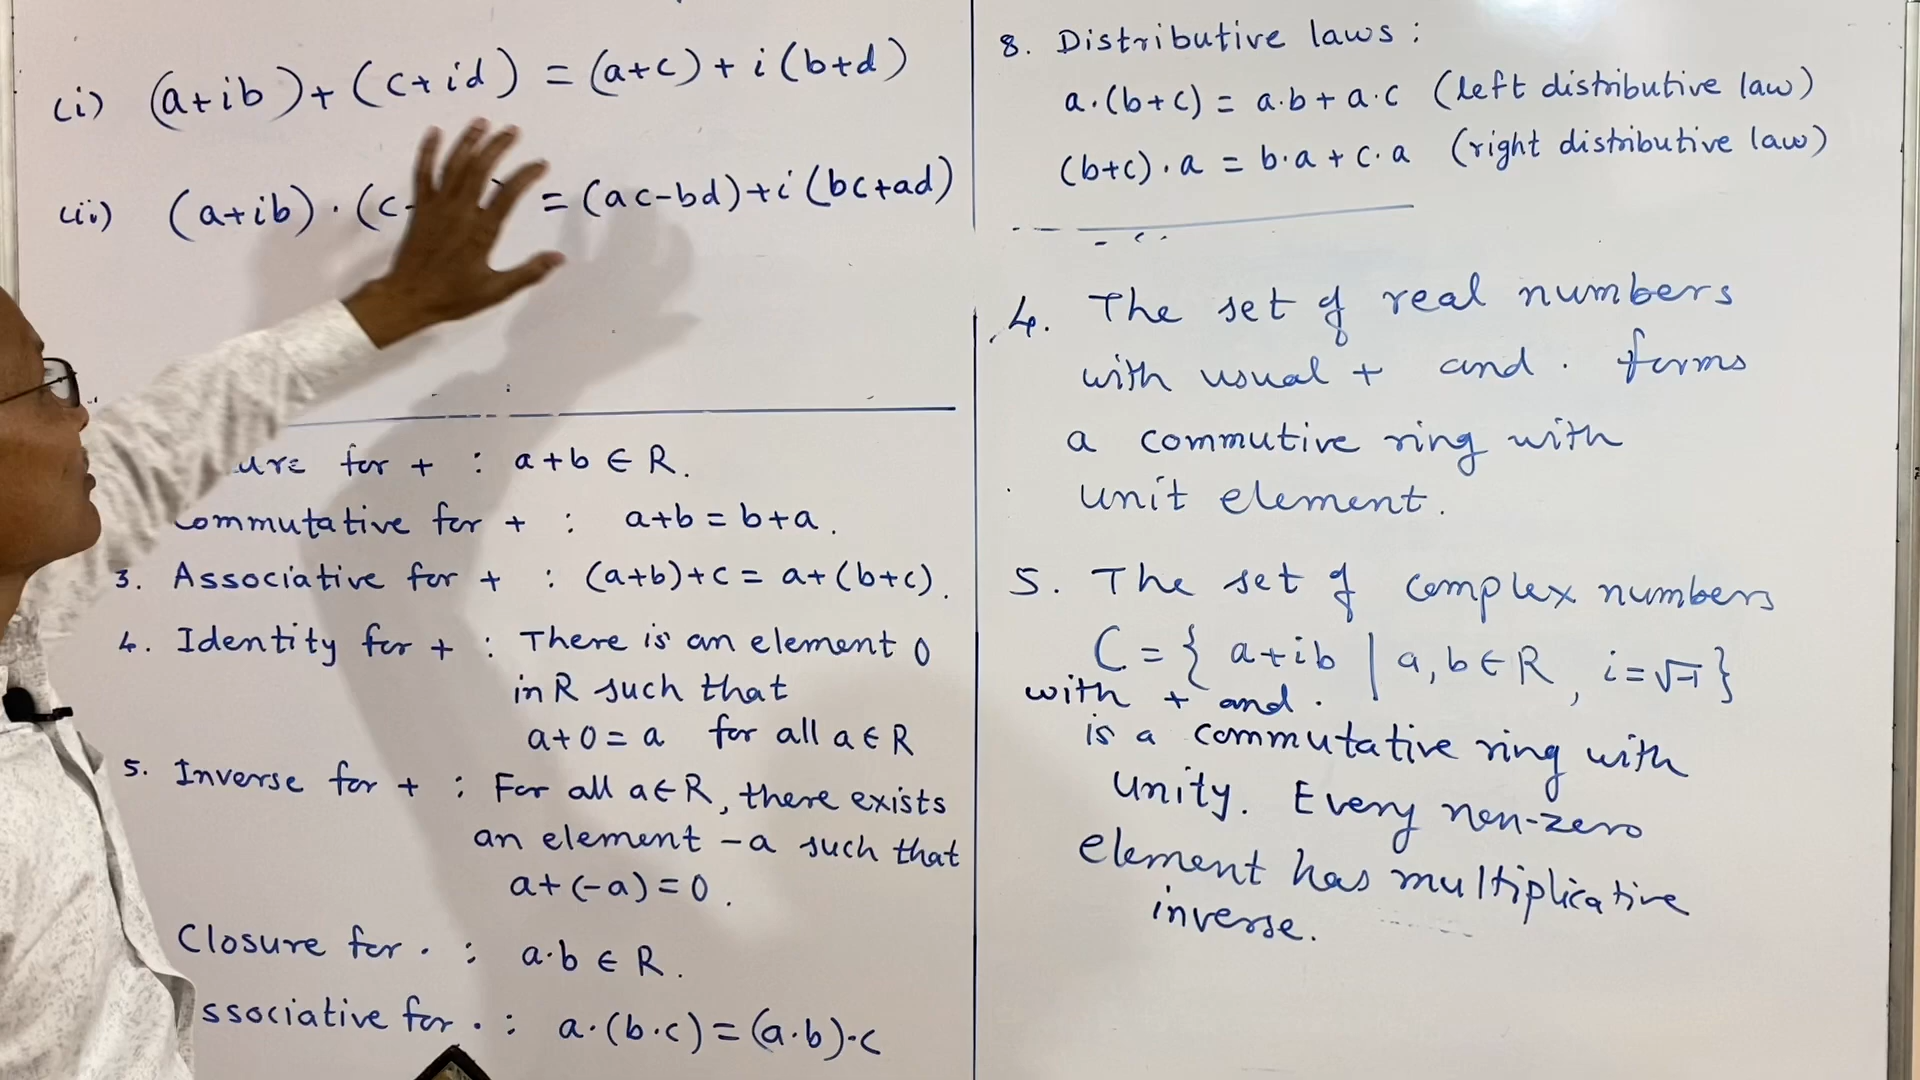 (i) (a+ib)+(c+id) = (a+c)+i(b+d)
(ii) (a+ib)·(c = (ac-bd)+i(bc+ad)
ure for + : a+b ∈ R.
commutative for + : a+b = b+a.
3. Associative for + : (a+b)+c = a+(b+c).
4. Identity for + : There is an element 0
in R such that
a+0 = a for all a ∈ R
5. Inverse for + : For all a ∈ R, there exists
an element -a such that
a+(-a) = 0.
Closure for · : a·b ∈ R.
ssociative for · : a·(b·c) = (a·b)·c
8. Distributive laws :
a·(b+c) = a·b + a·c (left distributive law)
(b+c)·a = b·a + c·a (right distributive law)
4. The set of real numbers
with usual + and · forms
a commutive ring with
unit element.
5. The set of complex numbers
C = { a+ib | a,b ∈ R, i=√-1 }
with + and ·
is a commutative ring with
unity. Every non-zero
element has multiplicative
inverse.